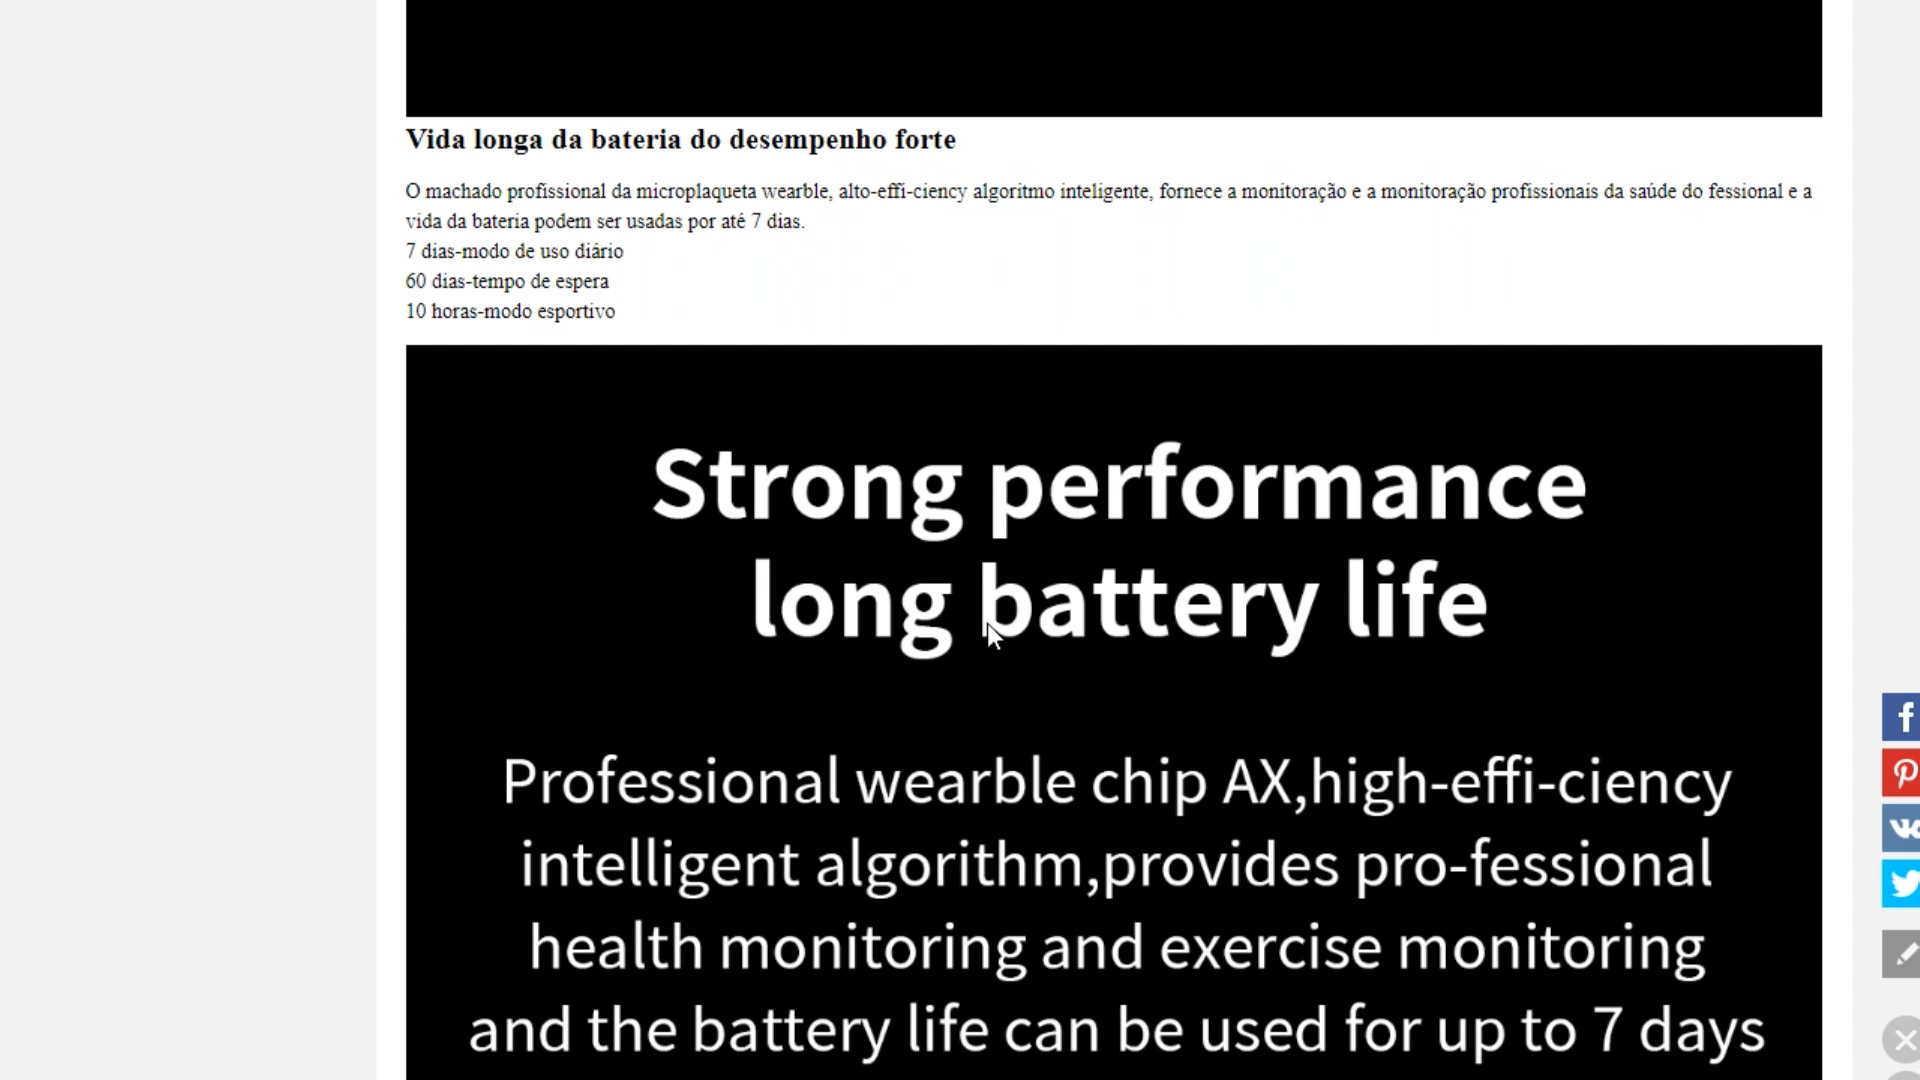 Vida longa da bateria do desempenho forte
O machado profissional da microplaqueta wearble, alto-effi-ciency algoritmo inteligente, fornece a monitoração e a monitoração profissionais da saúde do fessional e a
vida da bateria podem ser usadas por até 7 dias.
7 dias-modo de uso diário
60 dias-tempo de espera
10 horas-modo esportivo
Strong performance
long battery life
Professional wearble chip AX,high-effi-ciency
intelligent algorithm,provides pro-fessional
health monitoring and exercise monitoring
and the battery life can be used for up to 7 days